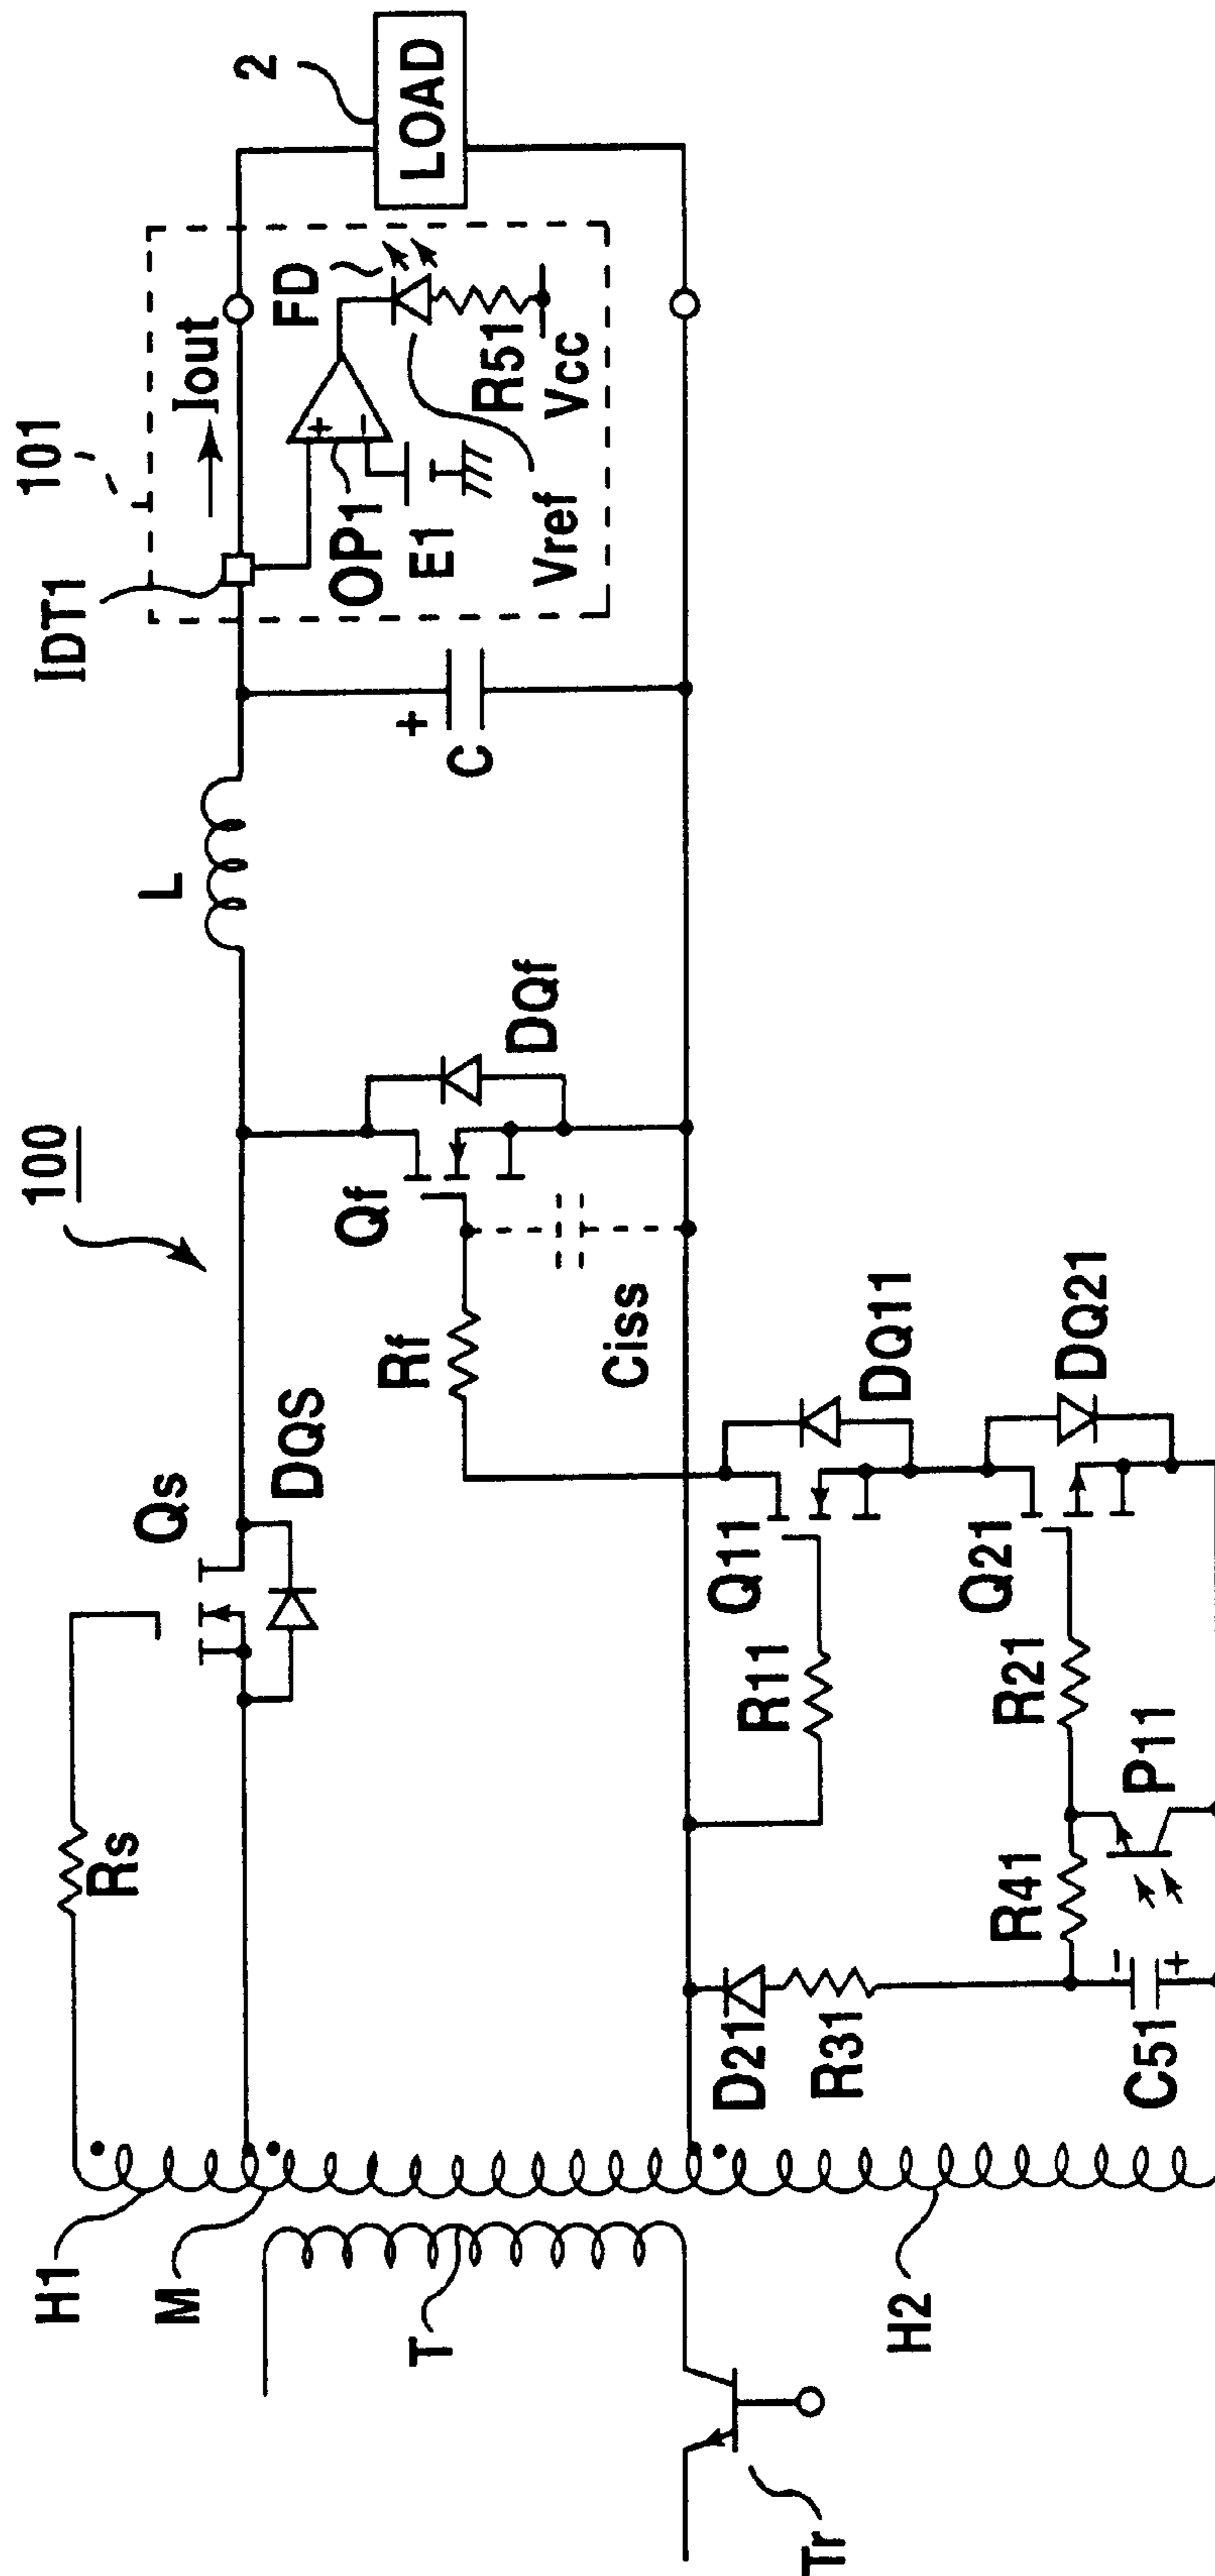 100
101
IDT1
Iout
2
LOAD
FD
OP1
E1
Vref
R51
Vcc
L
C
+
+
−
Qs
DQS
Rs
Qf
DQf
Rf
Ciss
H1
M
T
Tr
H2
Q11
DQ11
R11
Q21
DQ21
R21
P11
R41
D21
R31
C51
−
+